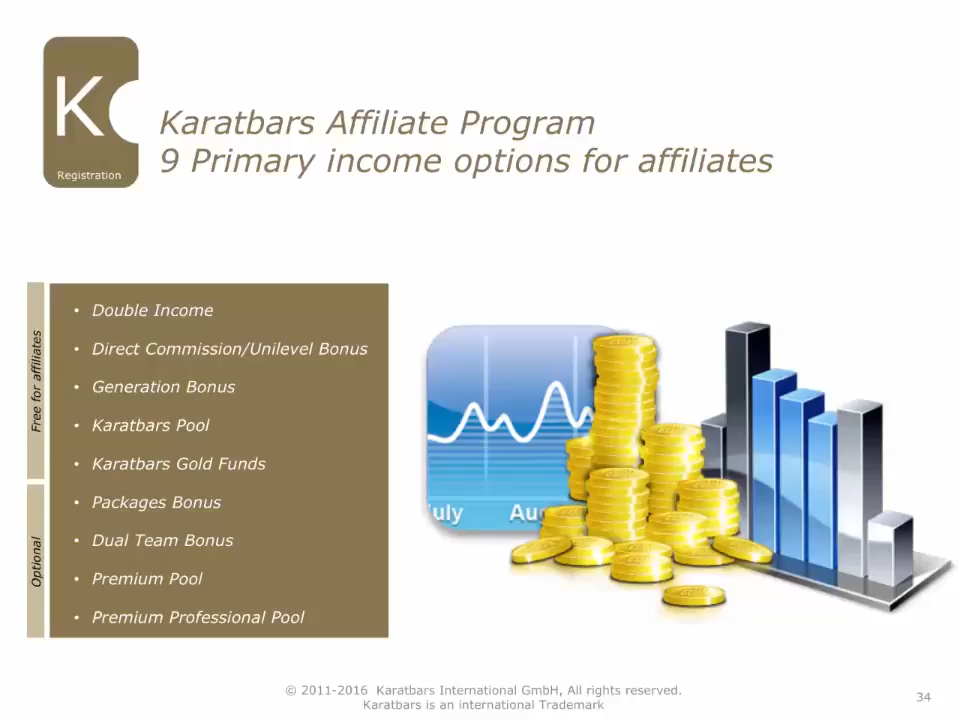 K
Registration
Karatbars Affiliate Program
9 Primary income options for affiliates
Free for affiliates
• Double Income
• Direct Commission/Unilevel Bonus
• Generation Bonus
• Karatbars Pool
• Karatbars Gold Funds
Optional
• Packages Bonus
• Dual Team Bonus
• Premium Pool
• Premium Professional Pool
uly
Aug
© 2011-2016 Karatbars International GmbH, All rights reserved.
Karatbars is an international Trademark
34